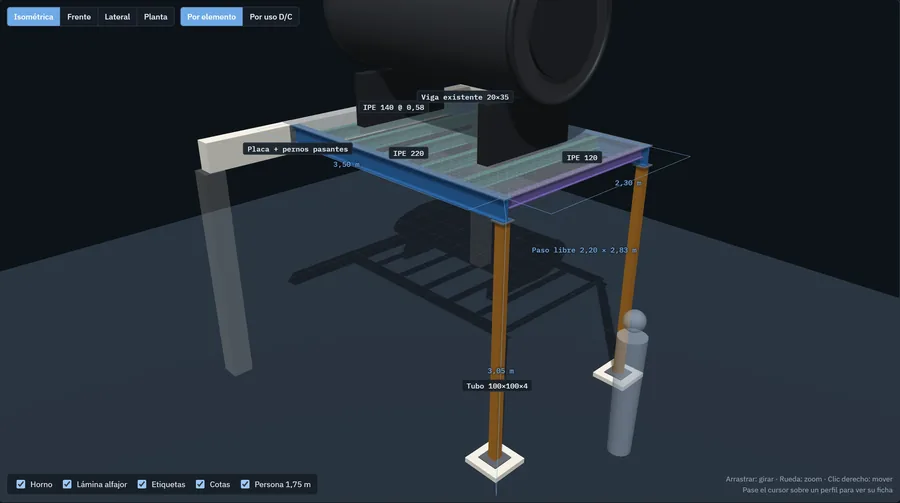 Isométrica Frente Lateral Planta Por elemento Por uso D/C
Viga existente 20×35
IPE 140 @ 0,58
Placa + pernos pasantes
IPE 220
IPE 120
3,50 m
2,30 m
Paso libre 2,20 × 2,83 m
3,05 m
Tubo 100×100×4
Horno Lámina alfajor Etiquetas Cotas Persona 1,75 m
Arrastrar: girar · Rueda: zoom · Clic derecho: mover
Pase el cursor sobre un perfil para ver su ficha